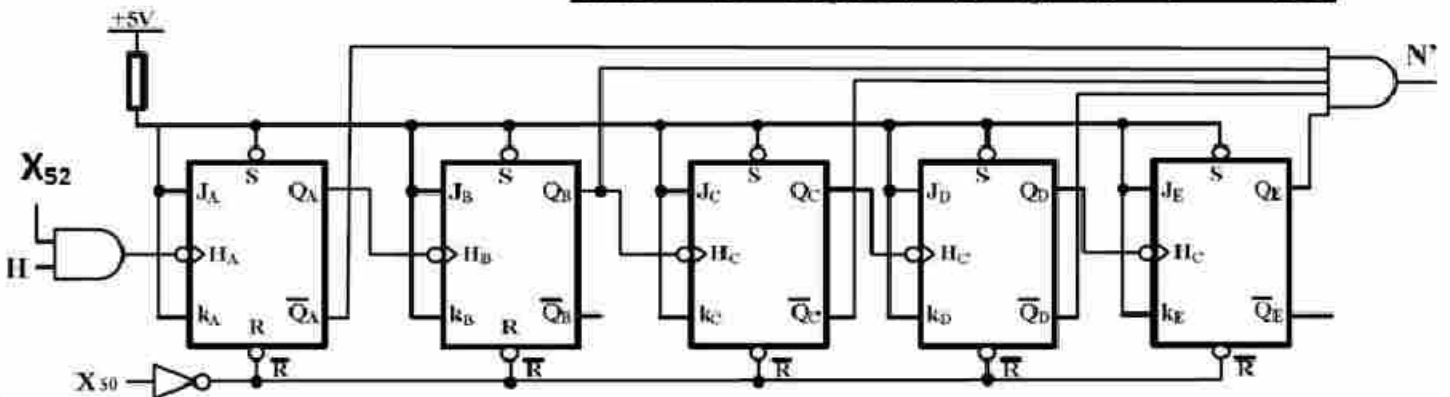 +5V
N'
X52
H
S
JA
QA
HA
kA
R
Q̅A
R̅
S
JB
QB
HB
kB
R
Q̅B
R̅
S
JC
QC
HC
kC
Q̅C
R̅
S
JD
QD
HC
kD
Q̅D
R̅
S
JE
QE
HC
kE
Q̅E
R̅
X50